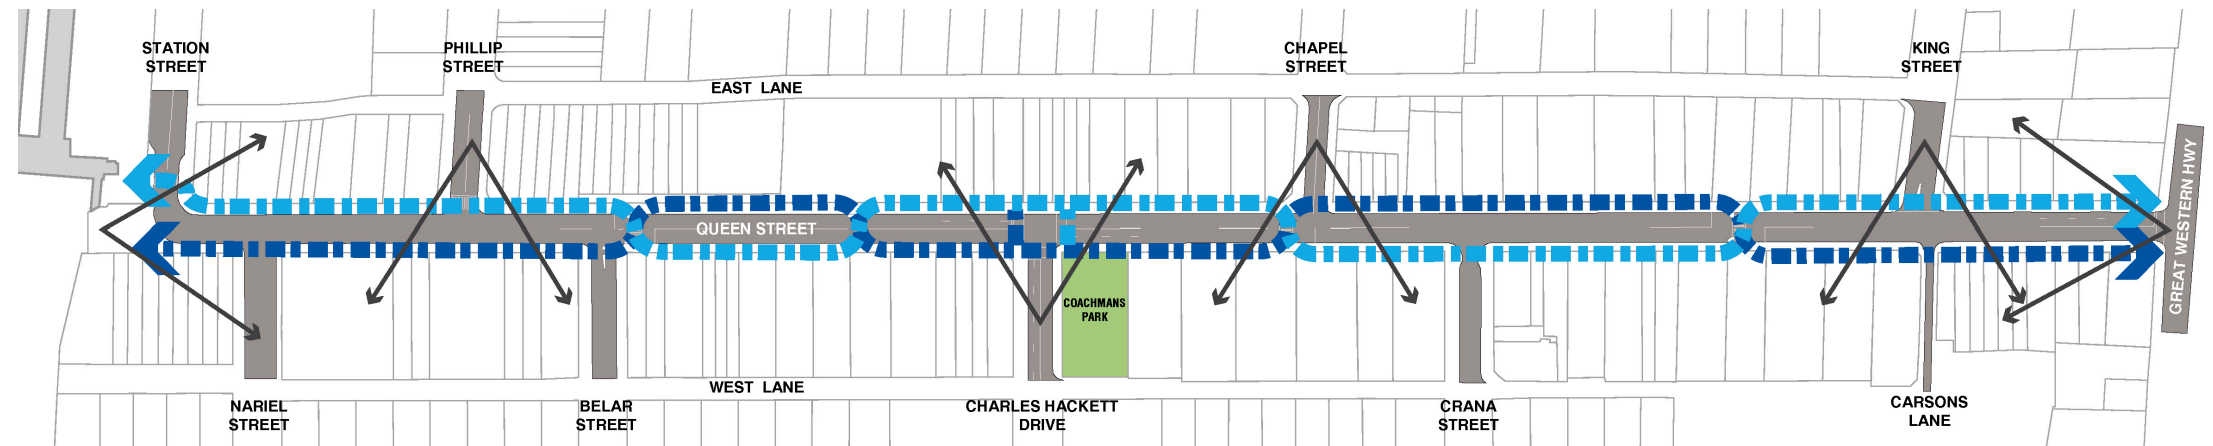 STATION
STREET
PHILLIP
STREET
CHAPEL
STREET
KING
STREET
EAST LANE
QUEEN STREET
GREAT WESTERN HWY
COACHMANS
PARK
WEST LANE
NARIEL
STREET
BELAR
STREET
CHARLES HACKETT
DRIVE
CRANA
STREET
CARSONS
LANE